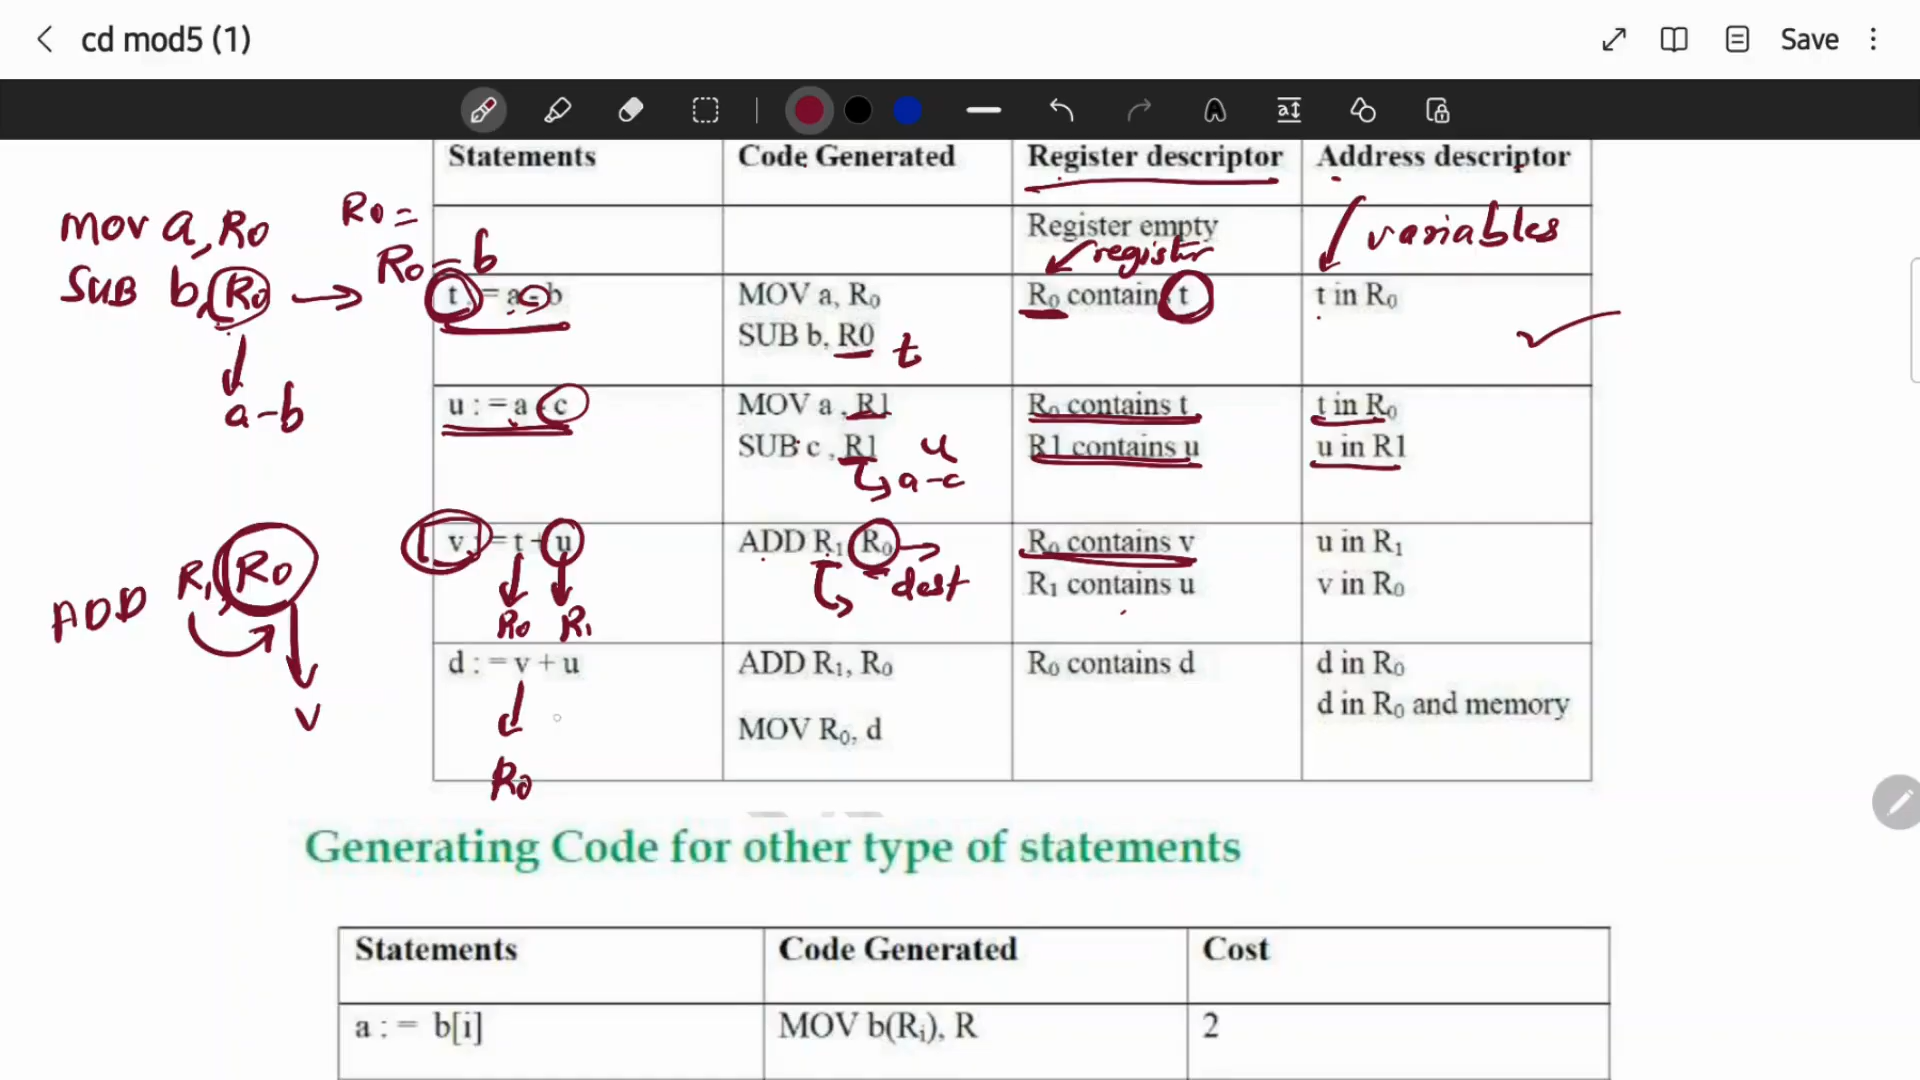 cd mod5 (1)
Save
Statements Code Generated Register descriptor Address descriptor
mov a, R0
R0 =
Register empty
variables
R0 = b
register
SUB b, R0
t : = a - b MOV a, R0 R0 contains t t in R0
SUB b, R0 t
a-b
u : = a - c MOV a , R1 R0 contains t t in R0
SUB c , R1 u R1 contains u u in R1
a-c
v : = t + u ADD R1, R0 R0 contains v u in R1
ADD R1, R0
dest R1 contains u v in R0
R0 R1
v
d : = v + u ADD R1, R0 R0 contains d d in R0
d in R0 and memory
MOV R0, d
R0
Generating Code for other type of statements
Statements Code Generated Cost
a : = b[i] MOV b(Ri), R 2